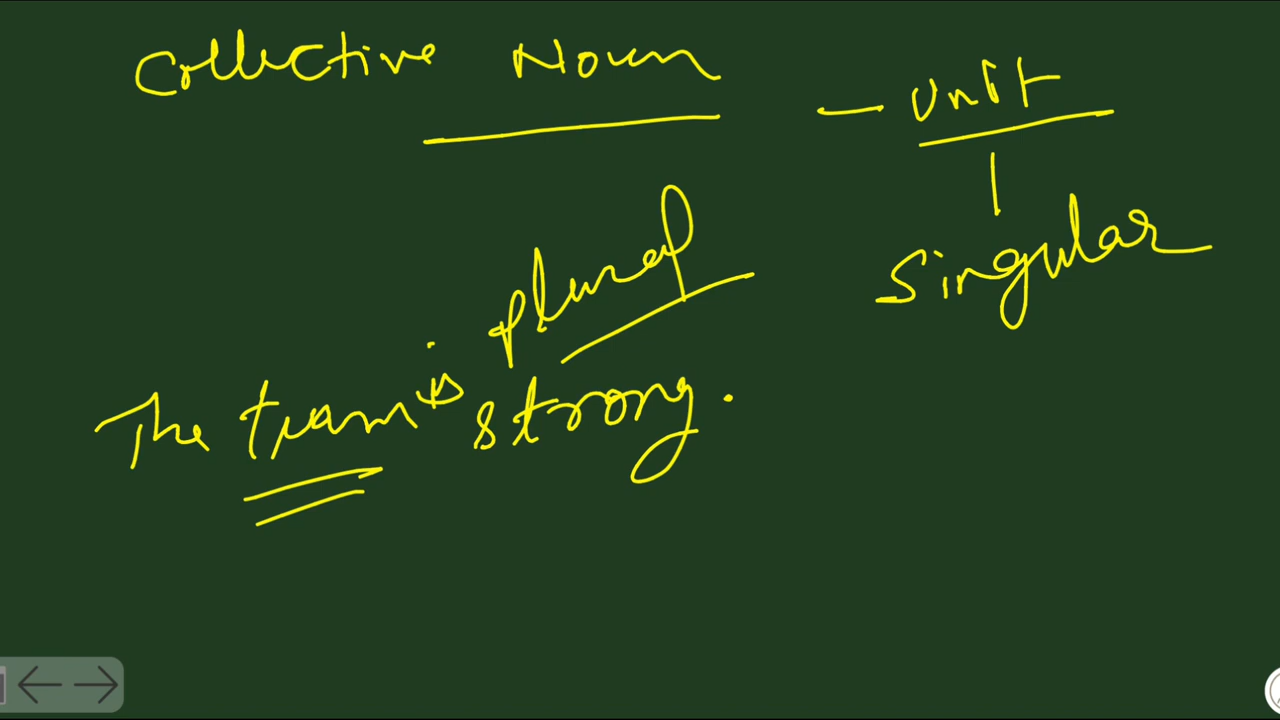 Collective Noun
- Unit
Singular
plural
The team is strong.